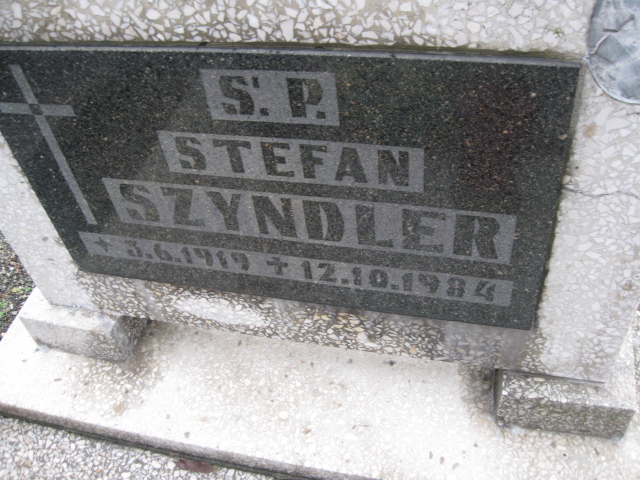 Ś.P.
STEFAN
SZYNDLER
3.6.1919 ✝ 12.10.1984